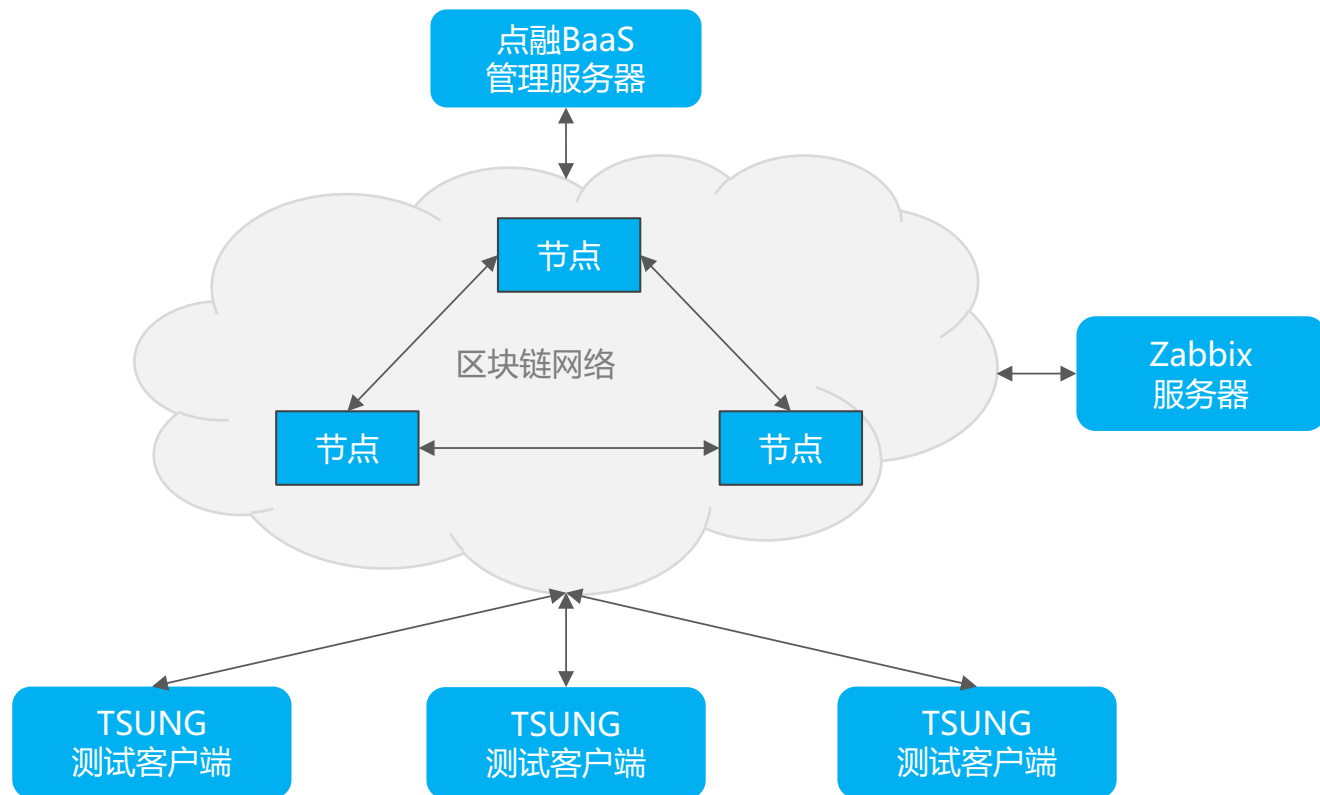 点融BaaS
管理服务器
节点
区块链网络
Zabbix
服务器
节点
节点
TSUNG
测试客户端
TSUNG
测试客户端
TSUNG
测试客户端